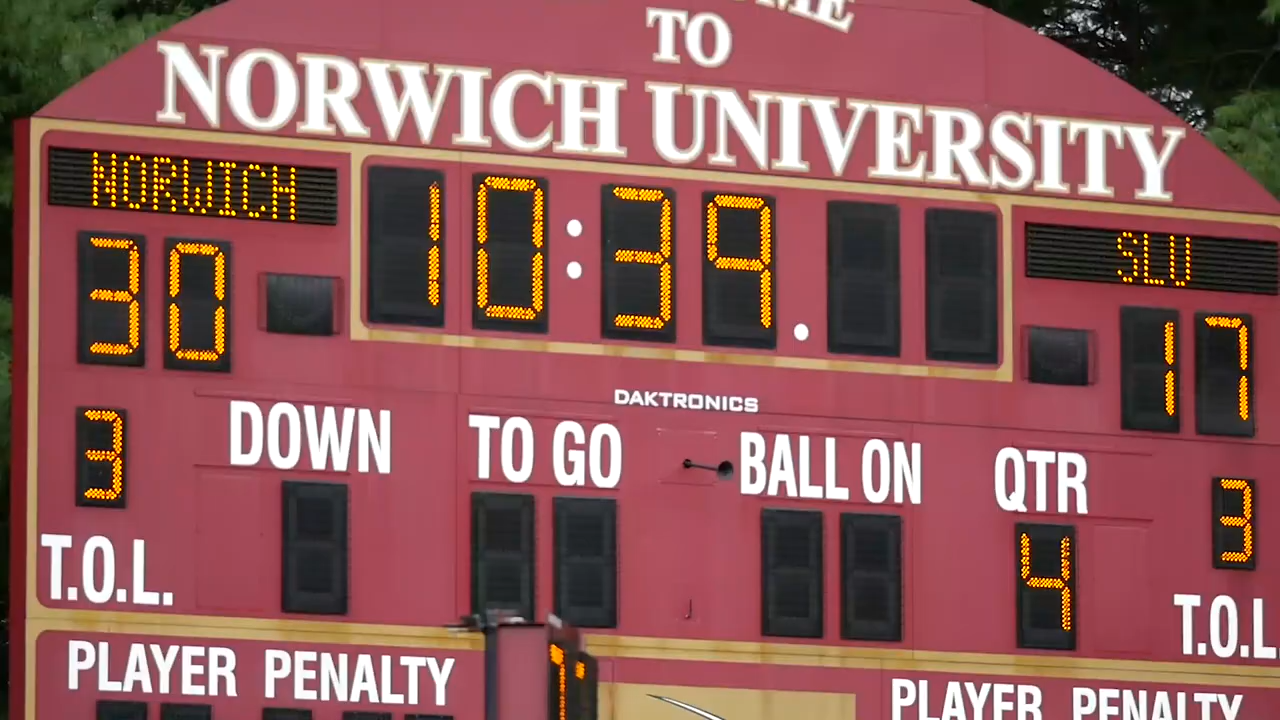 TO
NORWICH UNIVERSITY
NORWICH 10:39. SLU
30 17
DAKTRONICS
3 DOWN TO GO BALL ON QTR 3
4
T.O.L. T.O.L.
PLAYER PENALTY PLAYER PENALTY